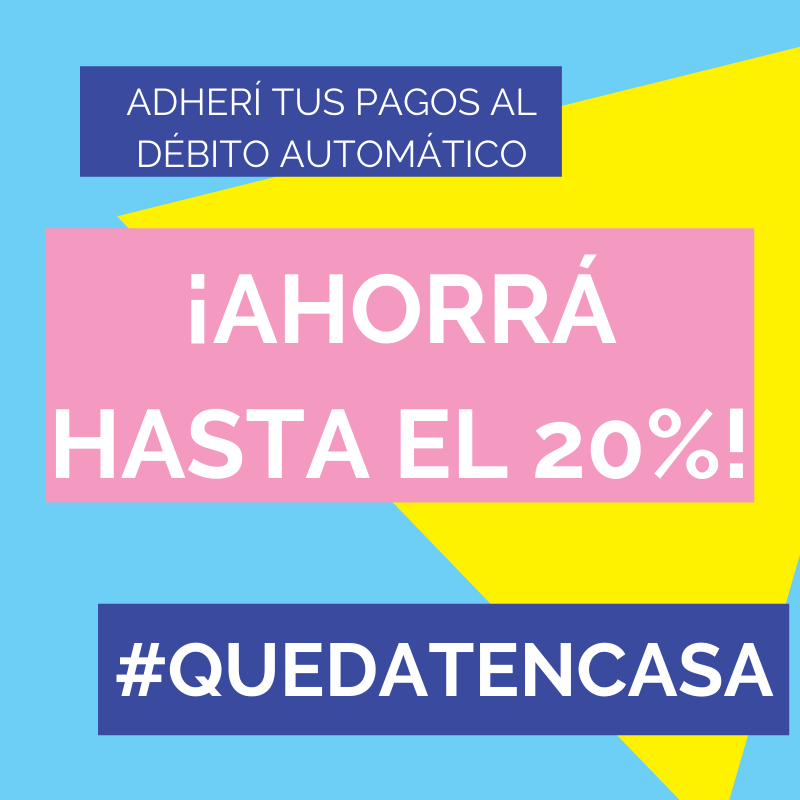 ADHERÍ TUS PAGOS AL
DÉBITO AUTOMÁTICO
¡AHORRÁ
HASTA EL 20%!
#QUEDATENCASA